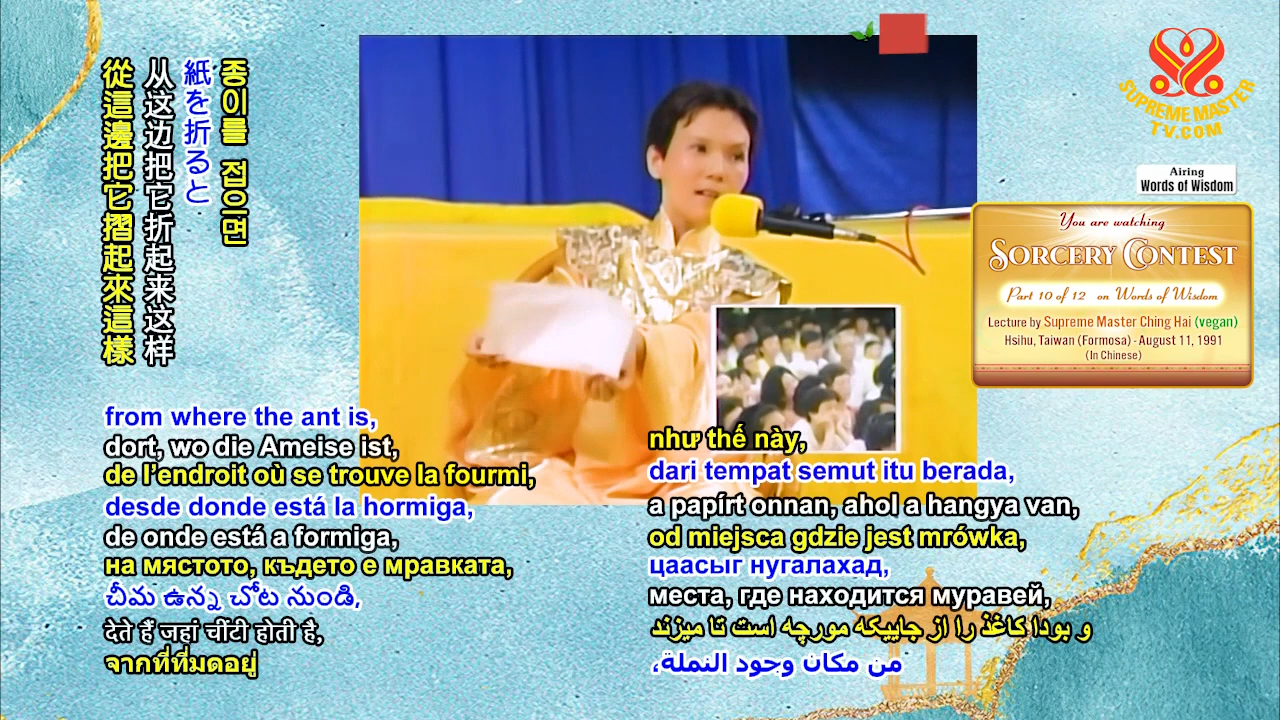 從這邊把它摺起來這樣
从这边把它折起来这样
紙を折ると
종이를 접으면
SUPREME MASTER
TV.COM
Airing
Words of Wisdom
You are watching
SORCERY CONTEST
Part 10 of 12 on Words of Wisdom
Lecture by Supreme Master Ching Hai (vegan)
Hsihu, Taiwan (Formosa) - August 11, 1991
(In Chinese)
from where the ant is,
dort, wo die Ameise ist,
de l’endroit où se trouve la fourmi,
desde donde está la hormiga,
de onde está a formiga,
на мястото, където е мравката,
చీమ ఉన్న చోట నుండి,
देते हैं जहां चींटी होती है,
จากที่ที่มดอยู่
như thế này,
dari tempat semut itu berada,
a papírt onnan, ahol a hangya van,
od miejsca gdzie jest mrówka,
цаасыг нугалахад,
места, где находится муравей,
و بودا کاغذ را از جاییکه مورچه است تا میزند
من مكان وجود النملة،